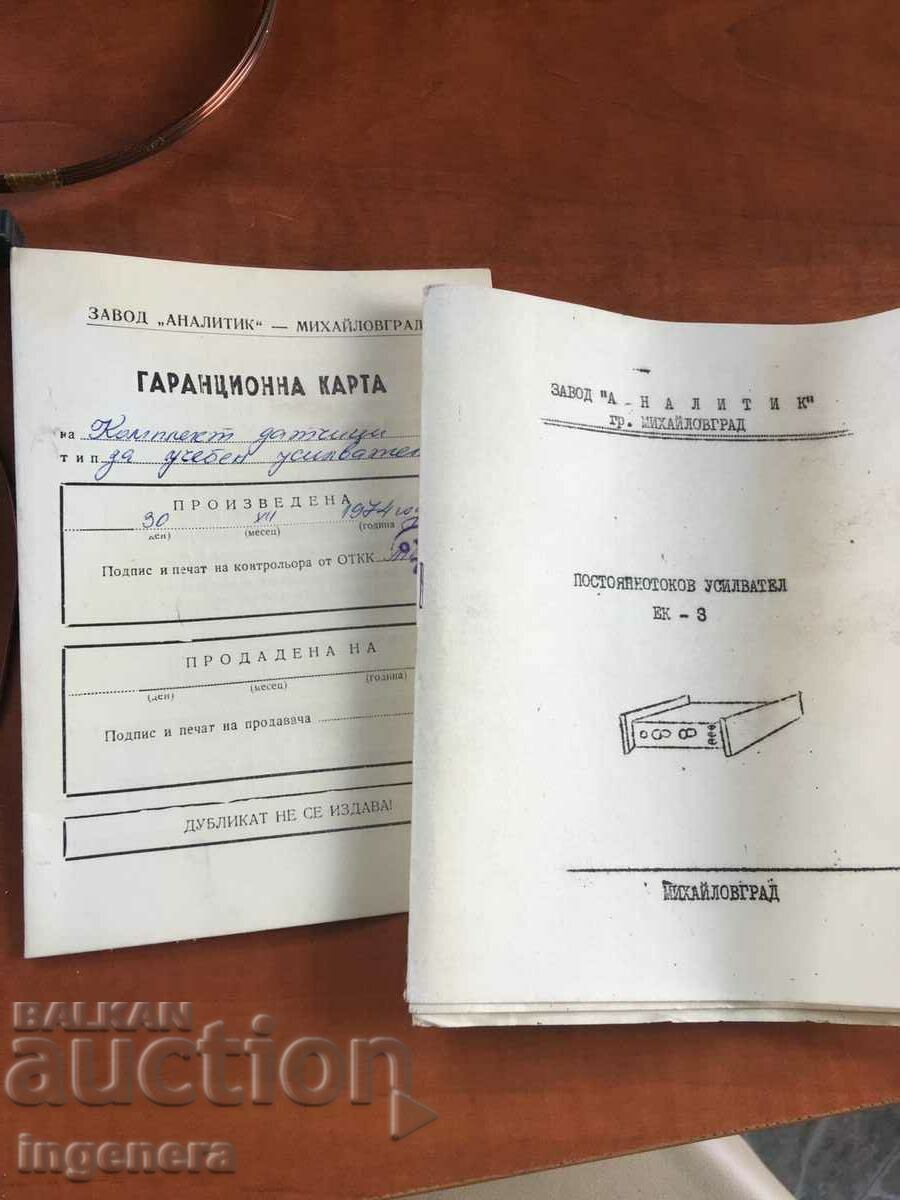 ЗАВОД „АНАЛИТИК“ — МИХАЙЛОВГРАД
ГАРАНЦИОННА КАРТА
на Комплект датчици
тип за учебен усилвател
ПРОИЗВЕДЕНА
30 XII 1974
(ден) (месец) (година
Подпис и печат на контрольора от ОТКК
ПРОДАДЕНА НА
(ден) (месец) (година)
Подпис и печат на продавача
ДУБЛИКАТ НЕ СЕ ИЗДАВА!
ЗАВОД "А НАЛИТИК"
гр. МИХАЙЛОВГРАД
ПОСТОЯННОТОКОВ УСИЛВАТЕЛ
ЕК - 3
МИХАЙЛОВГРАД
BALKAN
auction
ingenera